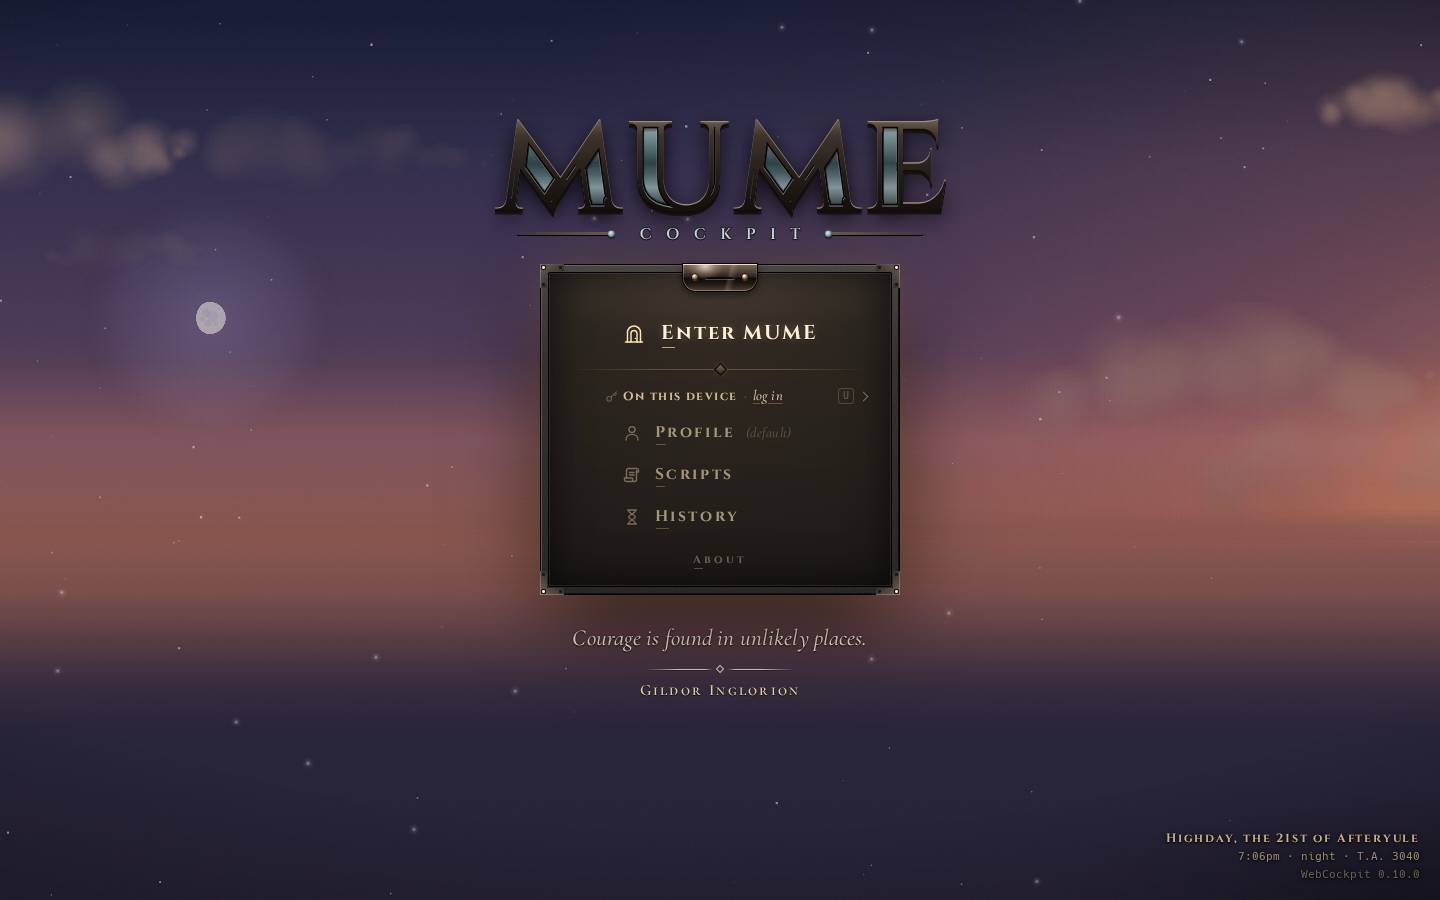 MUME
COCKPIT
Enter MUME
On this device · log in U
Profile (default)
Scripts
History
About
Courage is found in unlikely places.
Gildor Inglorion
Highday, the 21st of Afteryule
7:06pm · night · T.A. 3040
WebCockpit 0.10.0